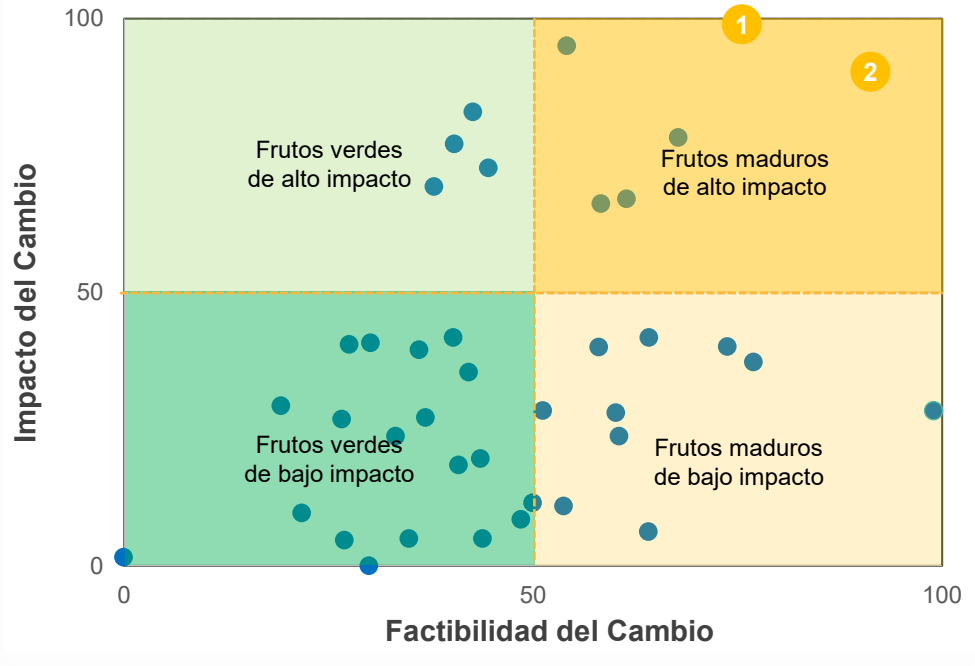 100
1
2
Frutos verdes
de alto impacto
Frutos maduros
de alto impacto
Impacto del Cambio
50
Frutos verdes
de bajo impacto
Frutos maduros
de bajo impacto
0
0
50
100
Factibilidad del Cambio